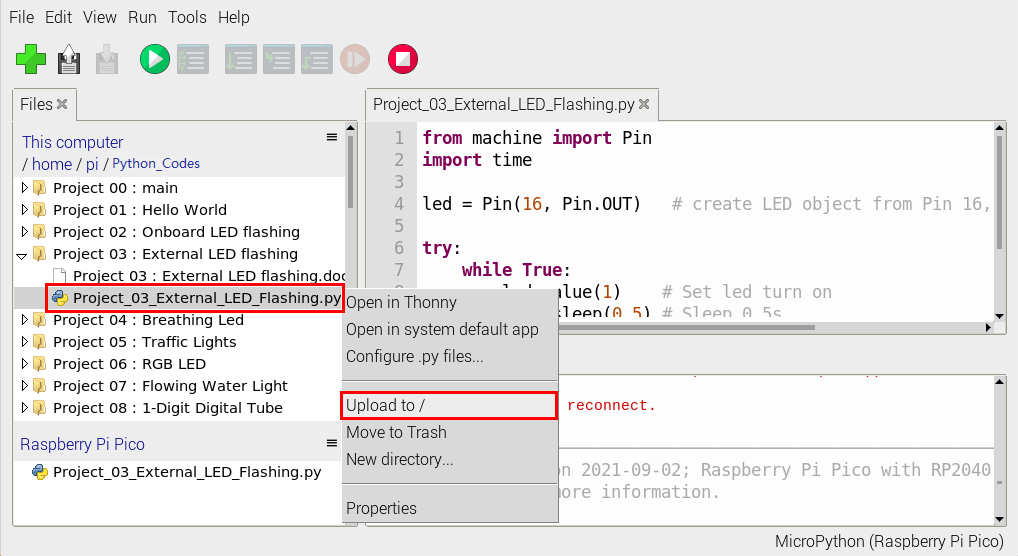 File Edit View Run Tools Help
Files
Project_03_External_LED_Flashing.py
This computer
/ home / pi / Python_Codes
Project 00 : main
Project 01 : Hello World
Project 02 : Onboard LED flashing
Project 03 : External LED flashing
Project 03 : External LED flashing.doc
Project_03_External_LED_Flashing.py
Project 04 : Breathing Led
Project 05 : Traffic Lights
Project 06 : RGB LED
Project 07 : Flowing Water Light
Project 08 : 1-Digit Digital Tube
Raspberry Pi Pico
Project_03_External_LED_Flashing.py
1 from machine import Pin
2 import time
3
4 led = Pin(16, Pin.OUT) # create LED object from Pin 16,
5
6 try:
7 while True:
alue(1) # Set led turn on
sleep(0.5) # Sleep 0.5s
Open in Thonny
Open in system default app
Configure .py files...
Upload to /
Move to Trash
New directory...
Properties
reconnect.
on 2021-09-02; Raspberry Pi Pico with RP2040
ore information.
MicroPython (Raspberry Pi Pico)